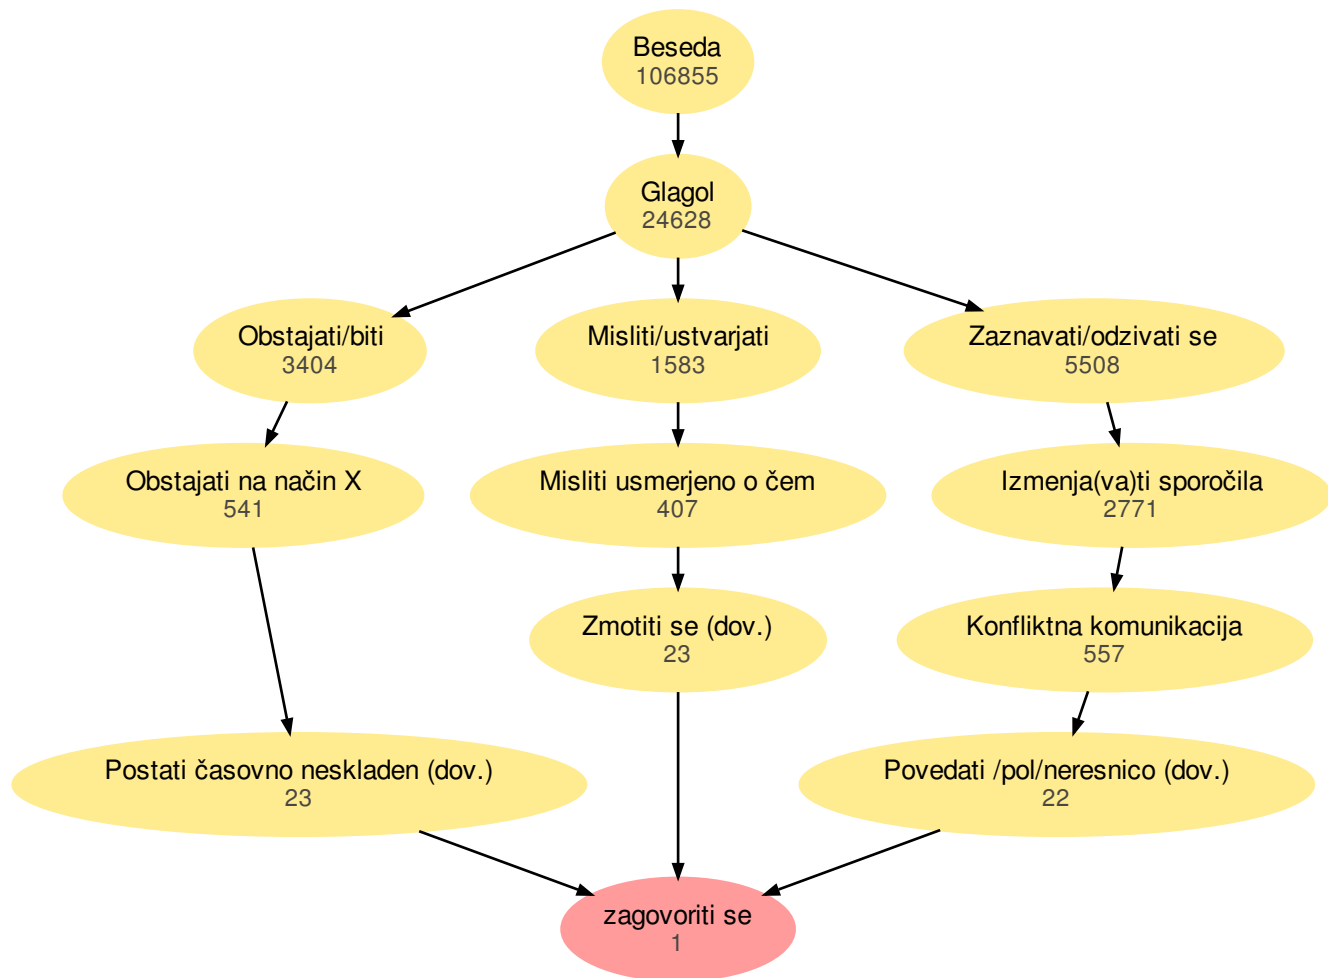 Beseda
106855
Glagol
24628
Obstajati/biti
3404
Misliti/ustvarjati
1583
Zaznavati/odzivati se
5508
Obstajati na način X
541
Misliti usmerjeno o čem
407
Izmenja(va)ti sporočila
2771
Zmotiti se (dov.)
23
Konfliktna komunikacija
557
Postati časovno neskladen (dov.)
23
Povedati /pol/neresnico (dov.)
22
zagovoriti se
1